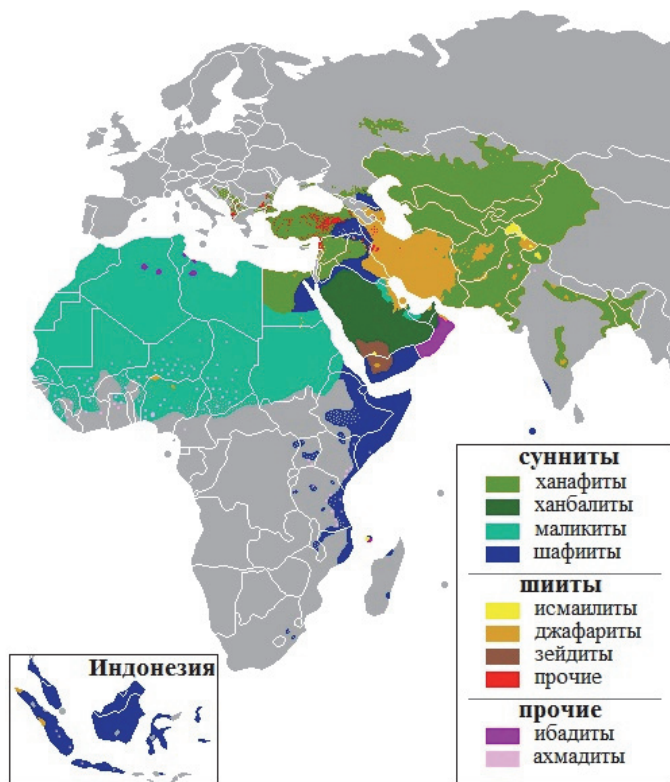 сунниты
ханафиты
ханбалиты
маликиты
шафииты
шииты
исмаилиты
джафариты
зейдиты
прочие
прочие
ибадиты
ахмадиты
Индонезия